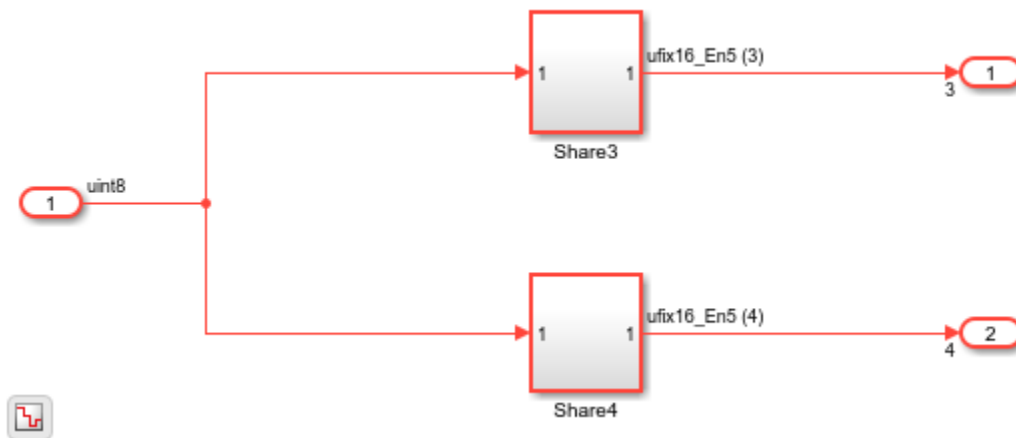 ufix16_En5 (3)
1
1
1
3
Share3
uint8
1
ufix16_En5 (4)
1
1
2
4
Share4